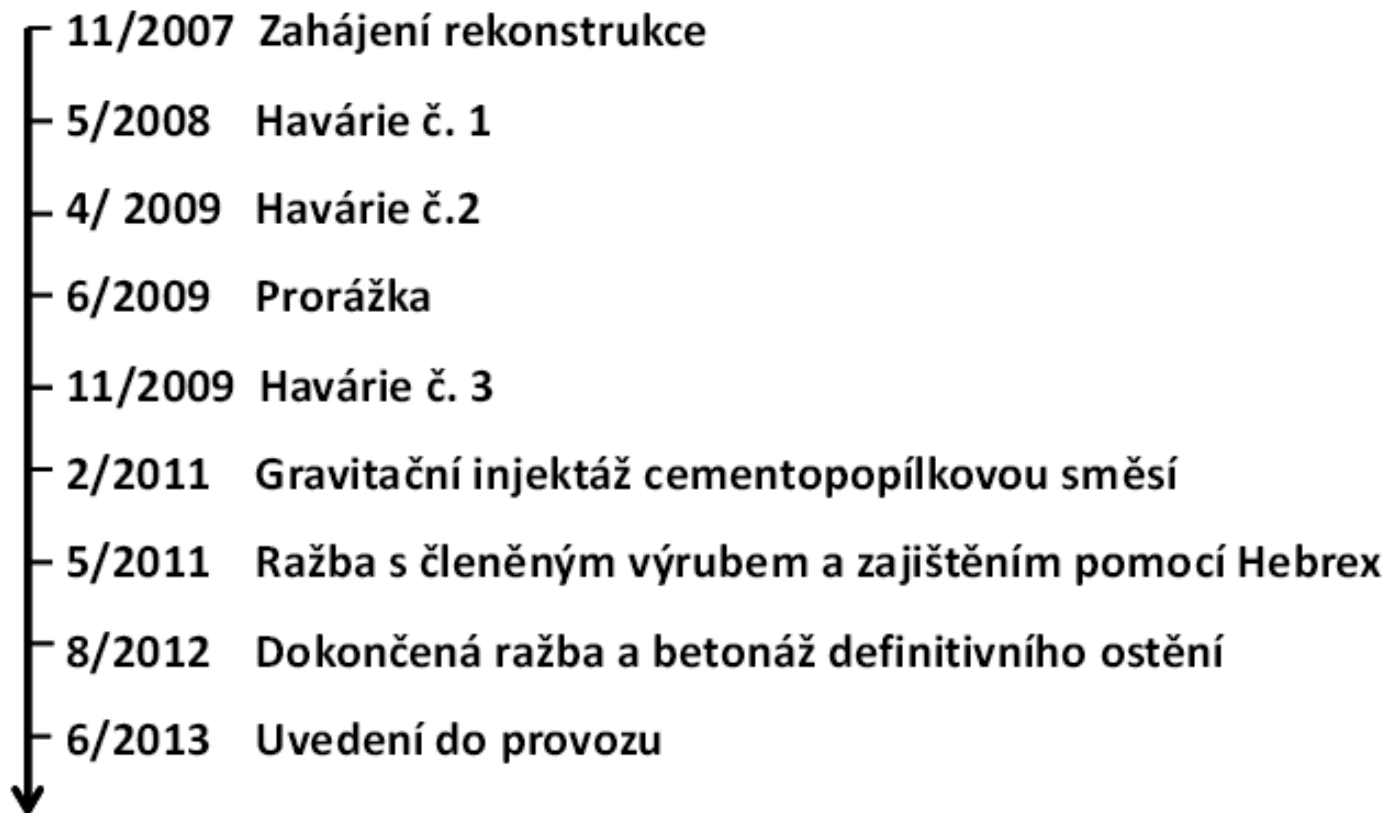 11/2007 Zahájení rekonstrukce
5/2008 Havárie č. 1
4/ 2009 Havárie č.2
6/2009 Prorážka
11/2009 Havárie č. 3
2/2011 Gravitační injektáž cementopopílkovou směsí
5/2011 Ražba s členěným výrubem a zajištěním pomocí Hebrex
8/2012 Dokončená ražba a betonáž definitivního ostění
6/2013 Uvedení do provozu